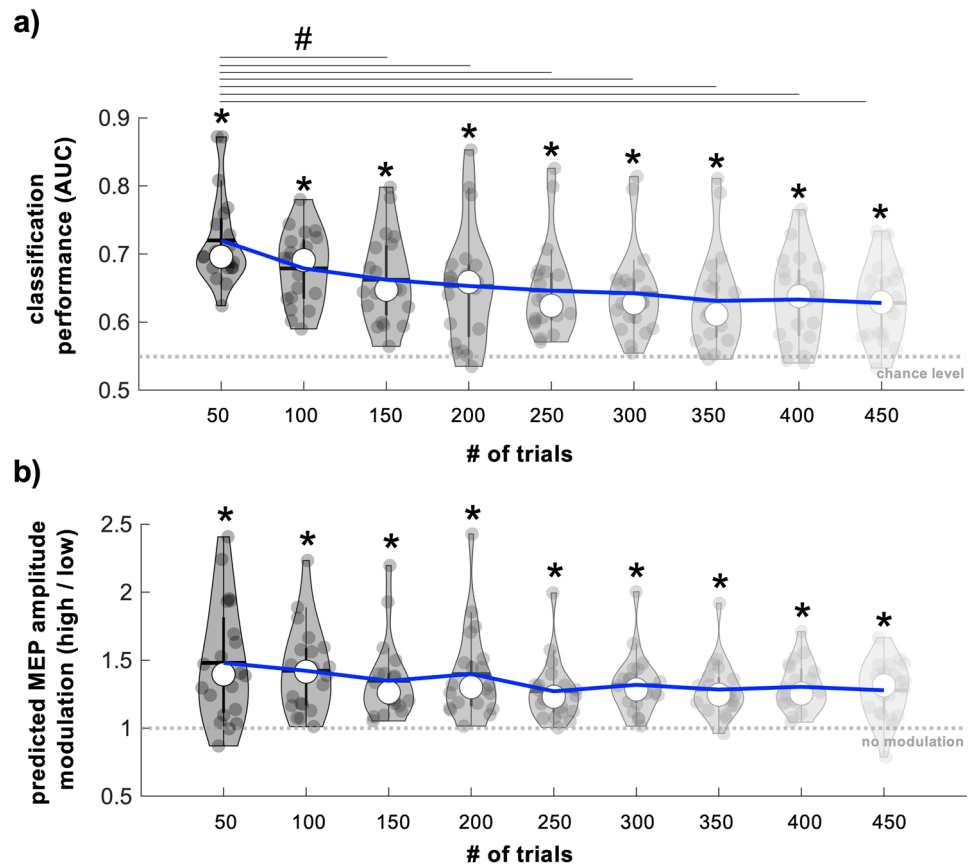 a)
#
* * * * * * * * *
0.9
0.8
0.7
0.6
0.5
classification
performance (AUC)
chance level
50 100 150 200 250 300 350 400 450
# of trials
b)
* * * * * * * * *
2.5
2
1.5
1
0.5
predicted MEP amplitude
modulation (high / low)
no modulation
50 100 150 200 250 300 350 400 450
# of trials